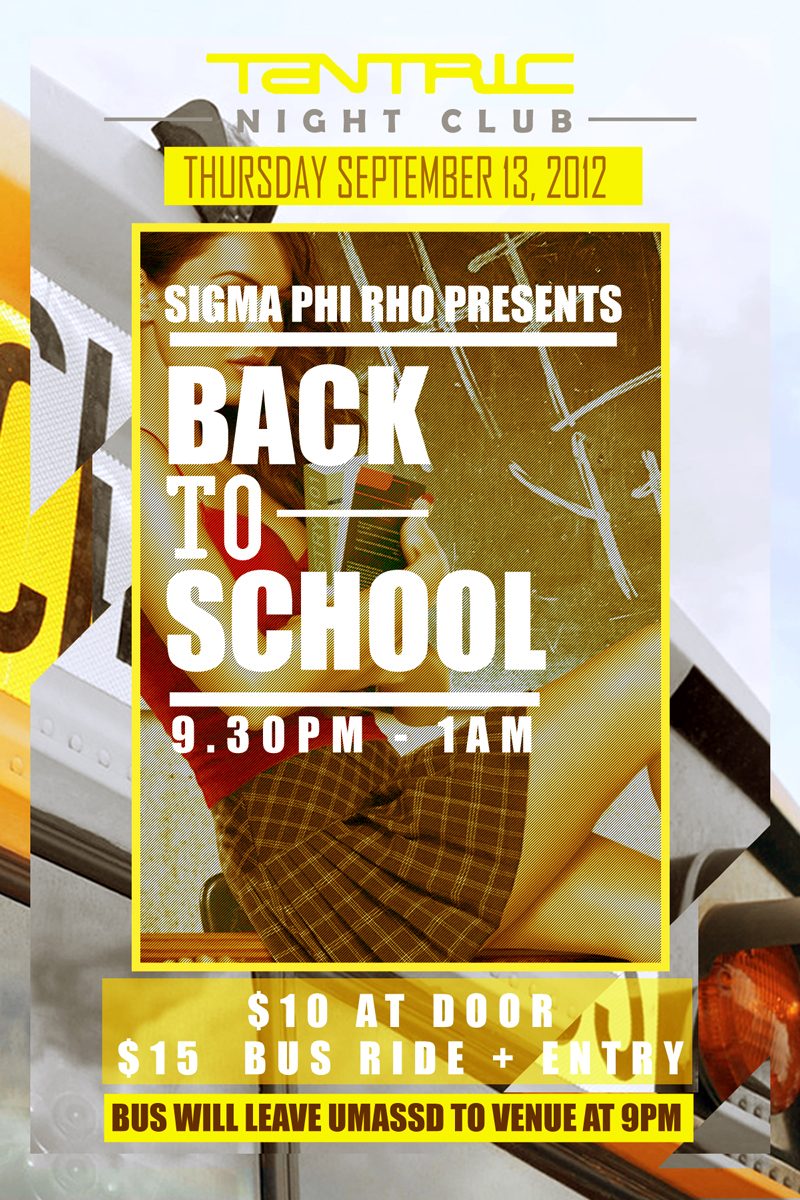 TANTRIC
NIGHT CLUB
THURSDAY SEPTEMBER 13, 2012
SIGMA PHI RHO PRESENTS
BACK
TO
SCHOOL
9.30PM - 1AM
$10 AT DOOR
$15 BUS RIDE + ENTRY
BUS WILL LEAVE UMASSD TO VENUE AT 9PM